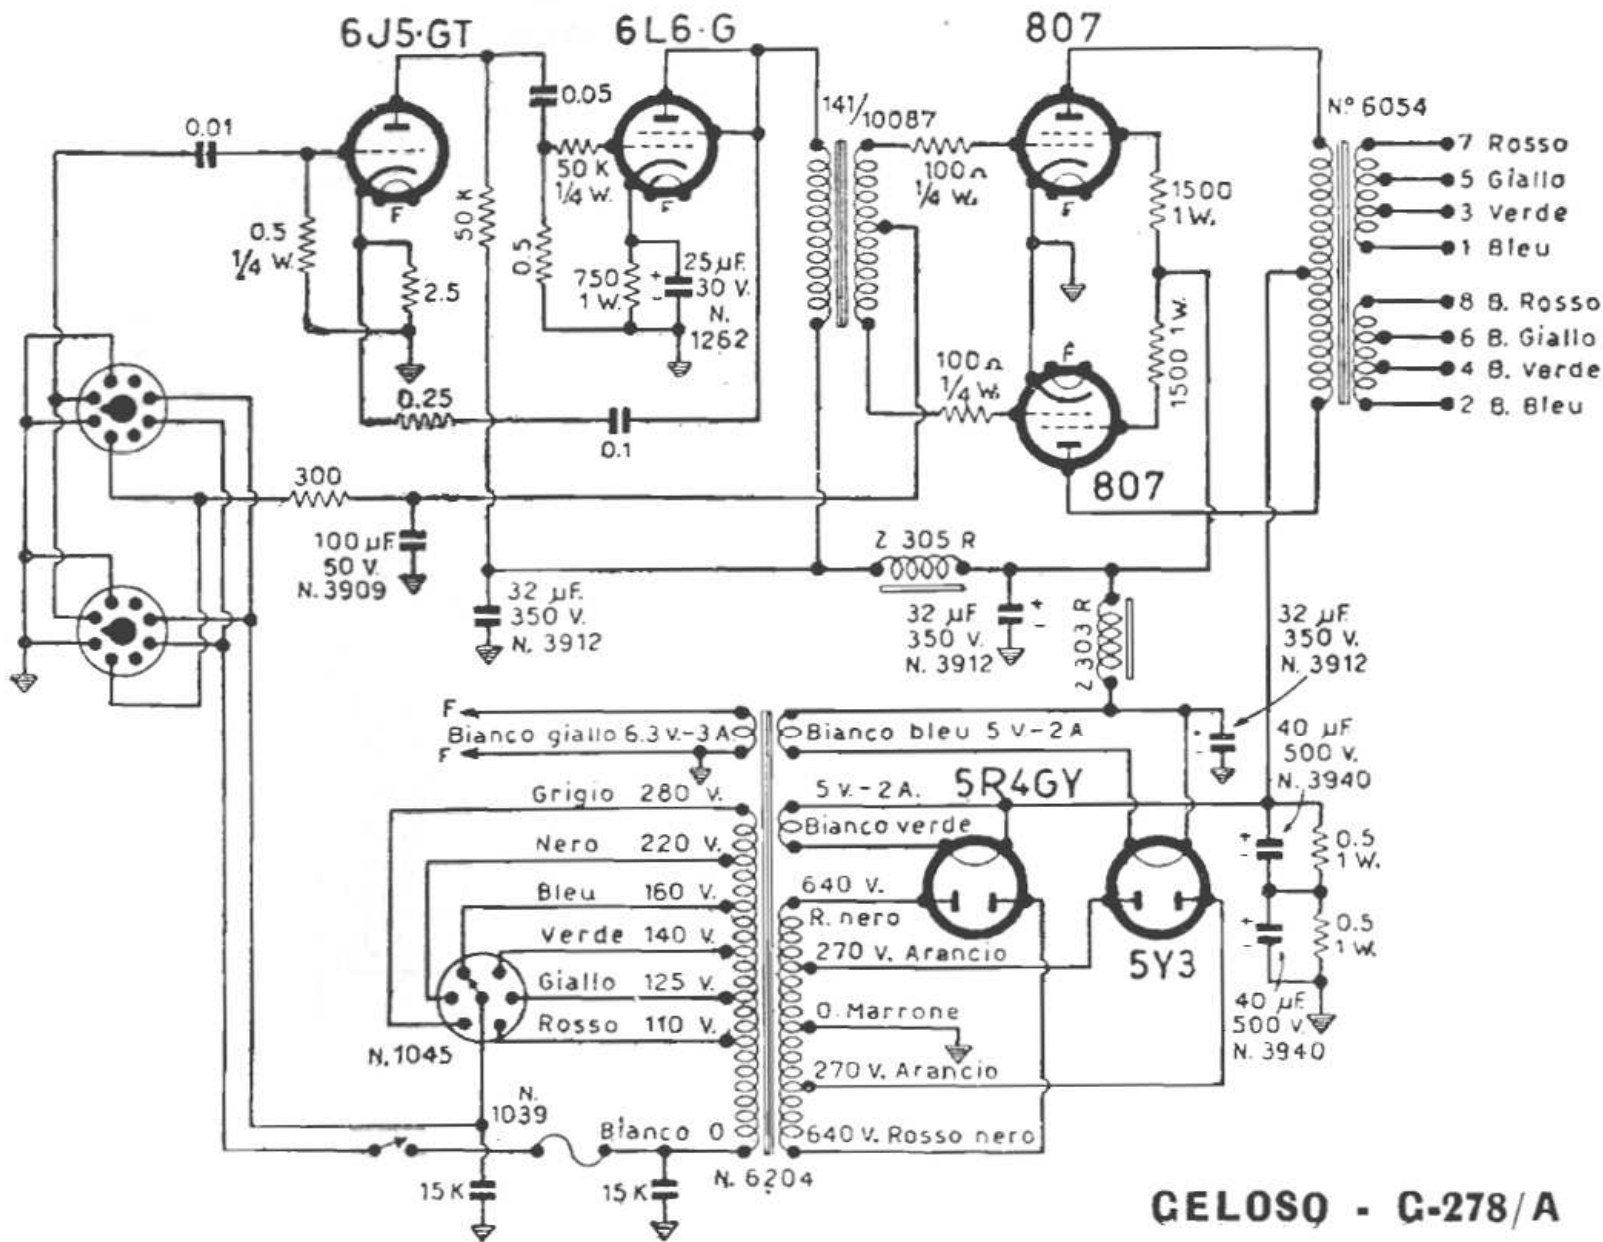 6J5·GT
6L6·G
807
0.01
0.05
141/10087
Nº 6054
7 Rosso
5 Giallo
3 Verde
1 Bleu
8 B. Rosso
6 B. Giallo
4 B. Verde
2 B. Bleu
50 K
1/4 W.
100 Ω
1/4 W.
1500
1 W.
F
F
F
0.5
1/4 W.
2.5
50 K
0.5
750
1 W.
+
-
25 µF.
30 V.
N.
1262
100 Ω
1/4 W.
F
1500 1 W.
807
0.25
0.1
300
100 µF.
50 V.
N. 3909
32 µF.
350 V.
N. 3912
Z 305 R
32 µF.
350 V.
N. 3912
+
-
Z 303 R
32 µF.
350 V.
N. 3912
40 µF.
500 V.
N. 3940
F
Bianco giallo 6.3 V.-3 A.
F
Bianco bleu 5 V.-2 A
5 V.-2 A.
Bianco verde
5R4GY
5Y3
Grigio 280 V.
Nero 220 V.
Bleu 160 V.
Verde 140 V.
Giallo 125 V.
Rosso 110 V.
N. 1045
640 V.
R. nero
270 V. Arancio
0. Marrone
270 V. Arancio
640 V. Rosso nero
+
-
0.5
1 W.
+
-
0.5
1 W.
40 µF.
500 V.
N. 3940
N.
1039
Bianco 0
15 K
15 K
N. 6204
GELOSO - G-278/A